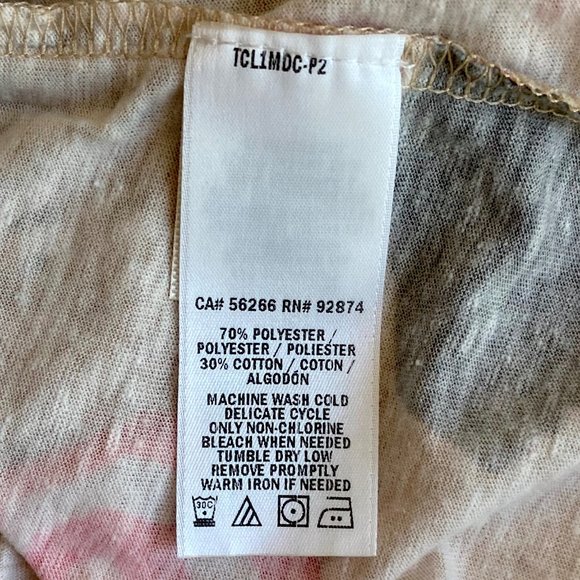 TCL1MDC-P2
CA# 56266 RN# 92874
70% POLYESTER /
POLYESTER / POLIESTER
30% COTTON / COTON /
ALGODÓN
MACHINE WASH COLD
DELICATE CYCLE
ONLY NON-CHLORINE
BLEACH WHEN NEEDED
TUMBLE DRY LOW
REMOVE PROMPTLY
WARM IRON IF NEEDED
30C